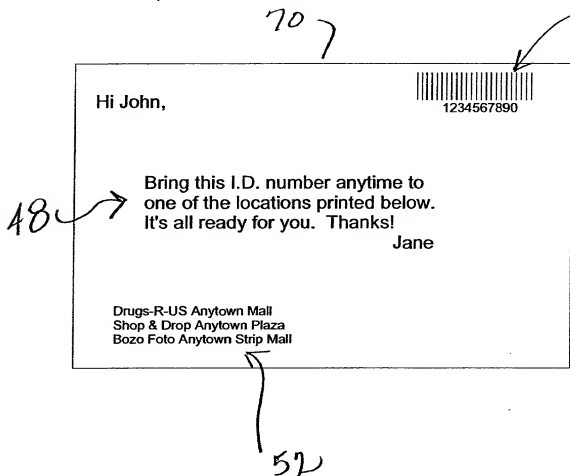 70
Hi John,
1234567890
Bring this I.D. number anytime to
48
one of the locations printed below.
It's all ready for you. Thanks!
Jane
Drugs-R-US Anytown Mall
Shop & Drop Anytown Plaza
Bozo Foto Anytown Strip Mall
52